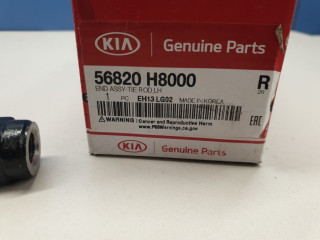 KIA Genuine Parts
56820 H8000
END ASSY-TIE ROD,LH
1 PC EH13 LG02 MADE IN KOREA
R
⚠WARNING Cancer and Reproductive Harm
www.P65Warnings.ca.gov
EAC
KIA Genuine Parts